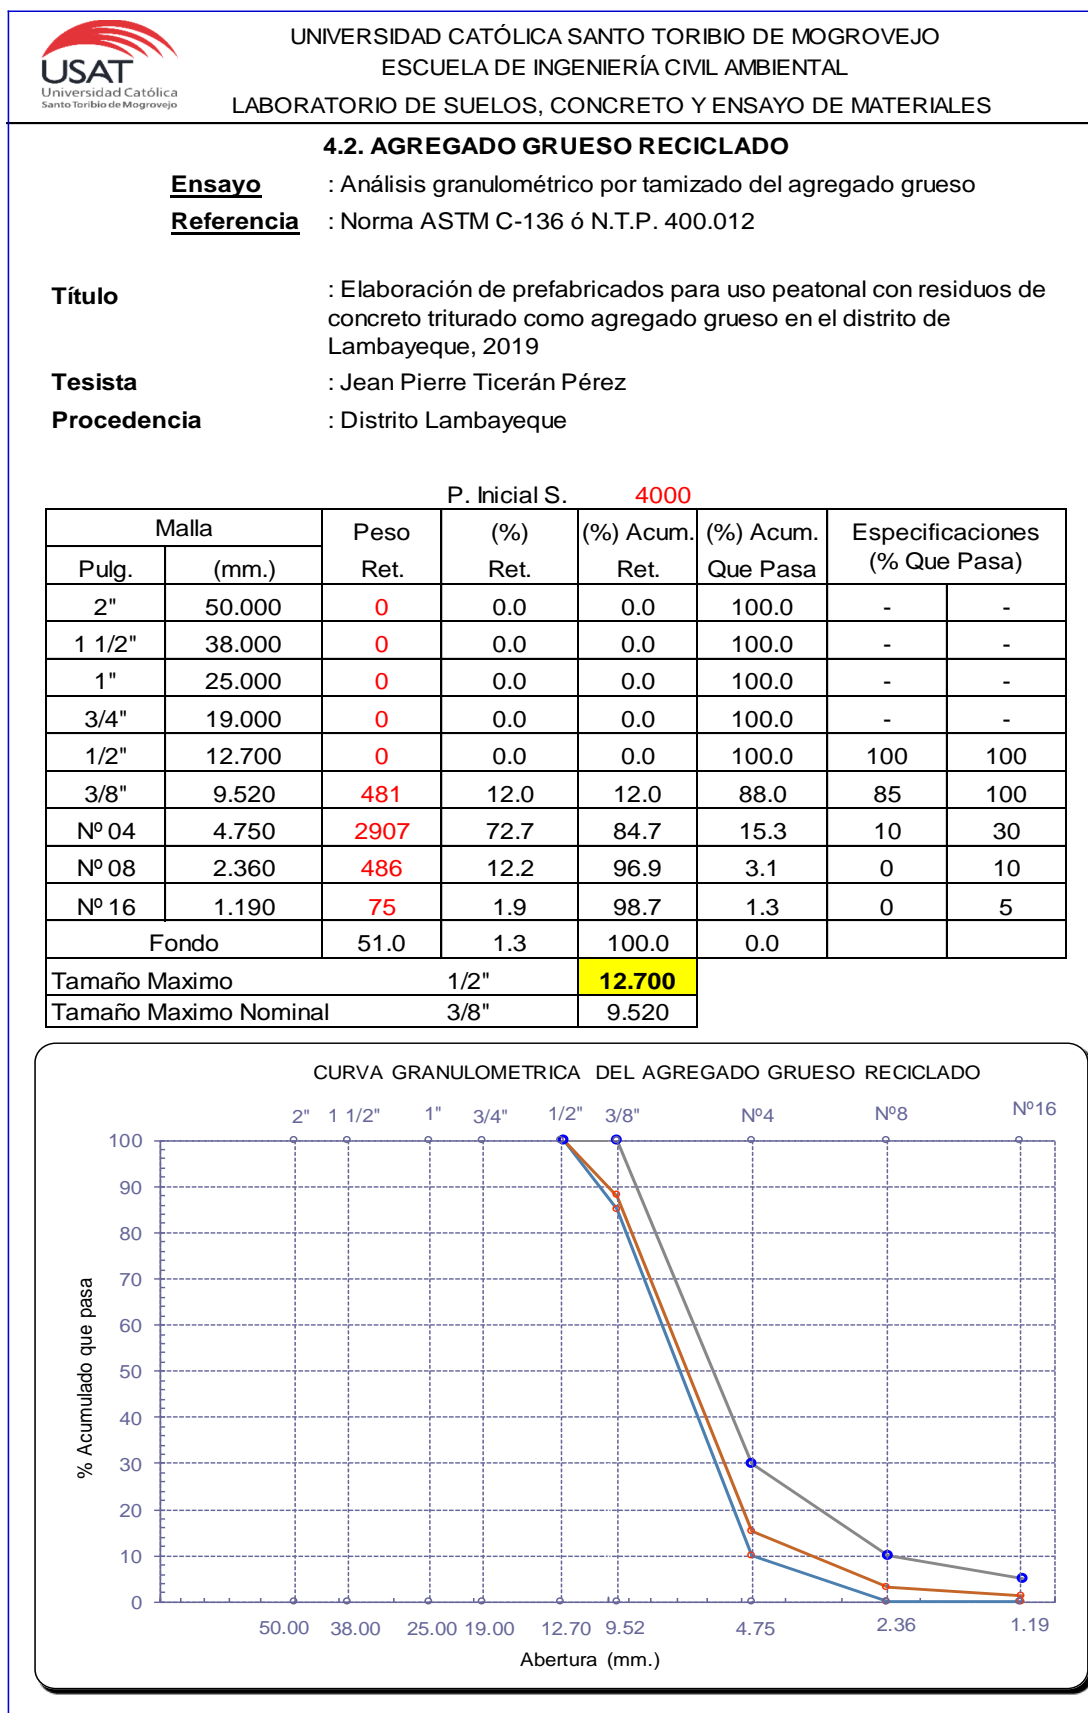 USAT
Universidad Católica
Santo Toribio de Mogrovejo
UNIVERSIDAD CATÓLICA SANTO TORIBIO DE MOGROVEJO
ESCUELA DE INGENIERÍA CIVIL AMBIENTAL
LABORATORIO DE SUELOS, CONCRETO Y ENSAYO DE MATERIALES
4.2. AGREGADO GRUESO RECICLADO
Ensayo : Análisis granulométrico por tamizado del agregado grueso
Referencia : Norma ASTM C-136 ó N.T.P. 400.012
Título : Elaboración de prefabricados para uso peatonal con residuos de
concreto triturado como agregado grueso en el distrito de
Lambayeque, 2019
Tesista : Jean Pierre Ticerán Pérez
Procedencia : Distrito Lambayeque
P. Inicial S. 4000
Malla Peso (%) (%) Acum. (%) Acum. Especificaciones
Pulg. (mm.) Ret. Ret. Ret. Que Pasa (% Que Pasa)
2" 50.000 0 0.0 0.0 100.0 - -
1 1/2" 38.000 0 0.0 0.0 100.0 - -
1" 25.000 0 0.0 0.0 100.0 - -
3/4" 19.000 0 0.0 0.0 100.0 - -
1/2" 12.700 0 0.0 0.0 100.0 100 100
3/8" 9.520 481 12.0 12.0 88.0 85 100
Nº 04 4.750 2907 72.7 84.7 15.3 10 30
Nº 08 2.360 486 12.2 96.9 3.1 0 10
Nº 16 1.190 75 1.9 98.7 1.3 0 5
Fondo 51.0 1.3 100.0 0.0
Tamaño Maximo 1/2" 12.700
Tamaño Maximo Nominal 3/8" 9.520
CURVA GRANULOMETRICA DEL AGREGADO GRUESO RECICLADO
2" 1 1/2" 1" 3/4" 1/2" 3/8" Nº4 Nº8 Nº16
100
90
80
70
60
50
40
30
20
10
0
% Acumulado que pasa
50.00 38.00 25.00 19.00 12.70 9.52 4.75 2.36 1.19
Abertura (mm.)